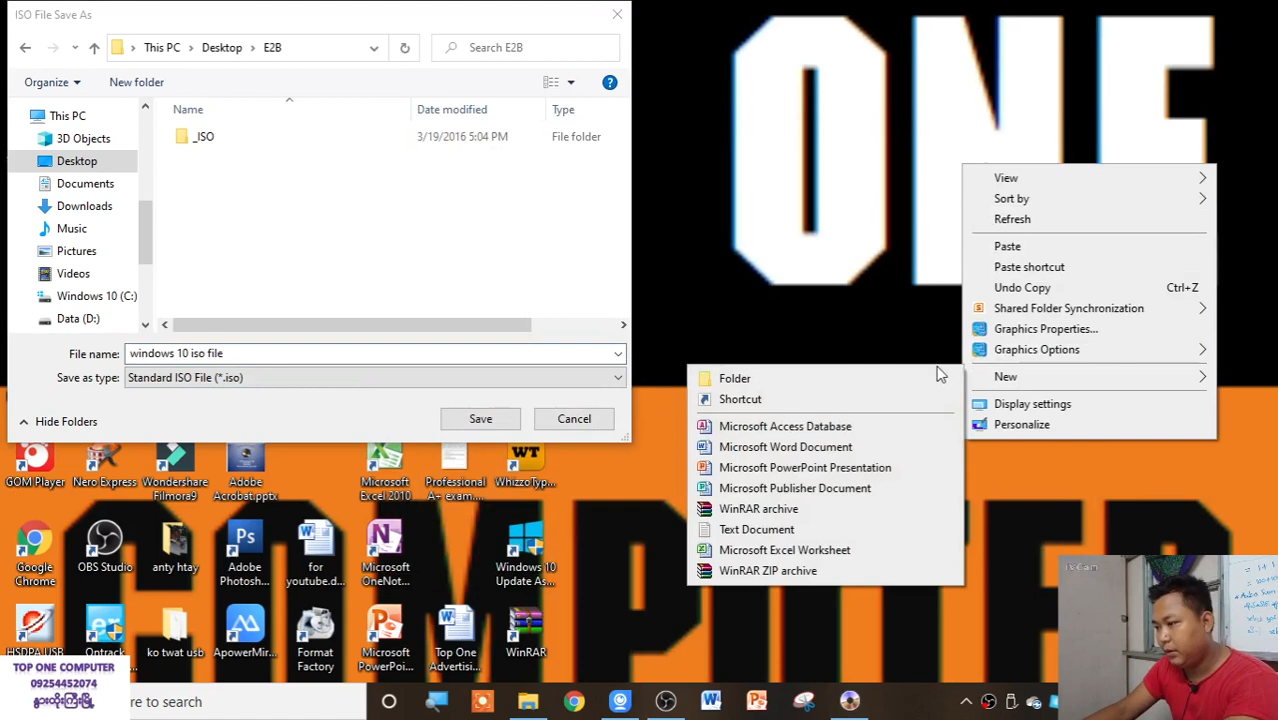 ISO File Save As
This PC
Desktop
E2B
Search E2B
Organize
New folder
Name
Date modified
Type
This PC
3D Objects
Desktop
Documents
Downloads
Music
Pictures
Videos
Windows 10 (C:)
Data (D:)
_ISO
3/19/2016 5:04 PM
File folder
File name:
windows 10 iso file
Save as type:
Standard ISO File (*.iso)
Hide Folders
Save
Cancel
ONE
COMPUTER
View
Sort by
Refresh
Paste
Paste shortcut
Undo Copy
Ctrl+Z
Shared Folder Synchronization
Graphics Properties...
Graphics Options
New
Display settings
Personalize
Folder
Shortcut
Microsoft Access Database
Microsoft Word Document
Microsoft PowerPoint Presentation
Microsoft Publisher Document
WinRAR archive
Text Document
Microsoft Excel Worksheet
WinRAR ZIP archive
GOM Player
Nero Express
Wondershare
Filmora9
Adobe
Acrobat.pptx
Microsoft
Excel 2010
Professional
A+ exam....
WT
WhizzoTyp...
Google
Chrome
OBS Studio
anty htay
Ps
Adobe
Photosh...
for
youtube.d...
Microsoft
OneNot...
Windows 10
Update As...
HSDPA USB
Ontrack
ko twat usb
ApowerMir...
Format
Factory
Microsoft
PowerPoi...
Top One
Advertisi...
WinRAR
TOP ONE COMPUTER
09254452074
to search